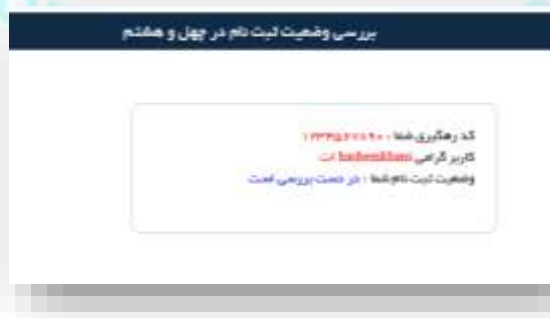 بررسی وضعیت ثبت نام در چهل و هشتم
کد رهگیری شما : ۱۲۳۴۵۶۷۸۹۰
کاربر گرامی
وضعیت ثبت نام شما : در دست بررسی است